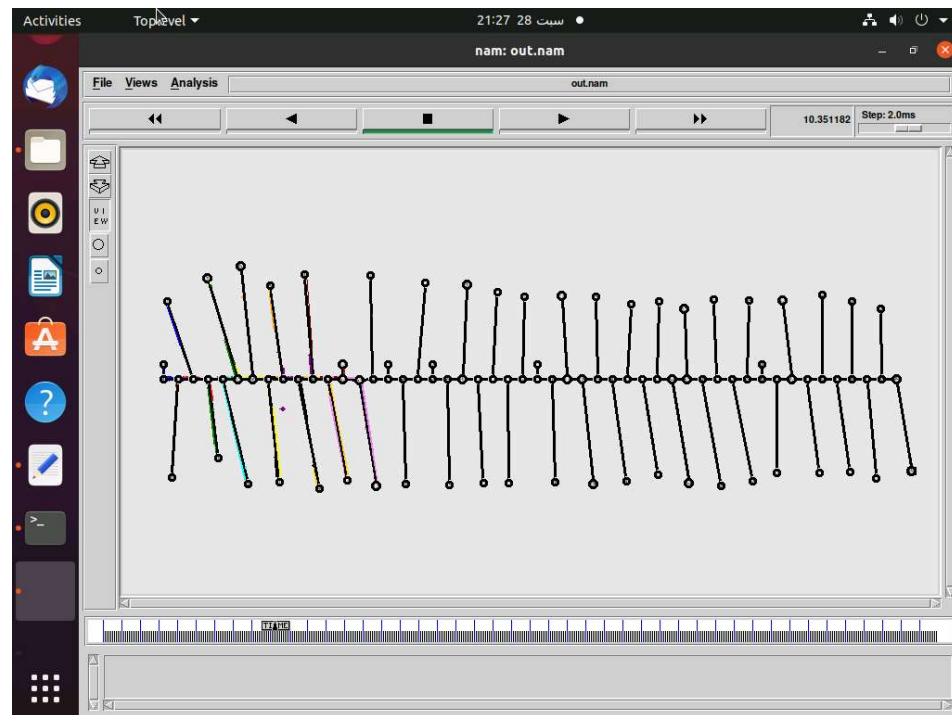 Activities Toplevel 21:27 28 سبت
nam: out.nam
File Views Analysis out.nam
10.351182 Step: 2.0ms
V I
E W
TIME